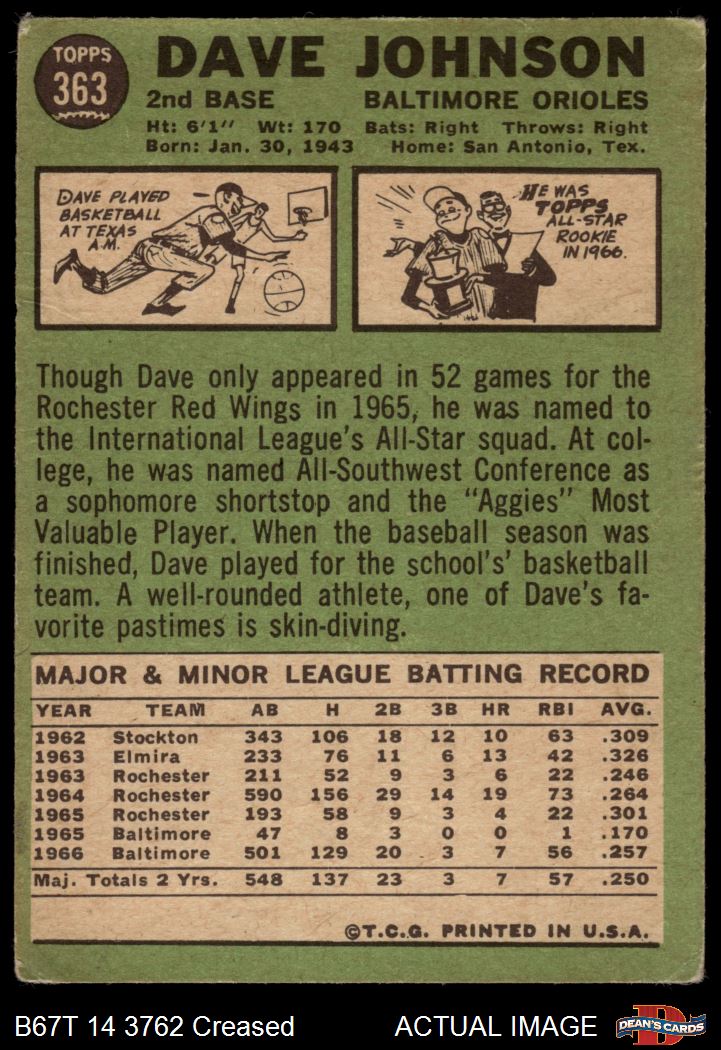 TOPPS
363
DAVE JOHNSON
2nd BASE BALTIMORE ORIOLES
Ht: 6'1" Wt: 170 Bats: Right Throws: Right
Born: Jan. 30, 1943 Home: San Antonio, Tex.
DAVE PLAYED
BASKETBALL
AT TEXAS
A.M.
HE WAS
TOPPS
ALL-STAR
ROOKIE
IN 1966.
Though Dave only appeared in 52 games for the
Rochester Red Wings in 1965, he was named to
the International League's All-Star squad. At col-
lege, he was named All-Southwest Conference as
a sophomore shortstop and the "Aggies" Most
Valuable Player. When the baseball season was
finished, Dave played for the school's' basketball
team. A well-rounded athlete, one of Dave's fa-
vorite pastimes is skin-diving.
MAJOR & MINOR LEAGUE BATTING RECORD
YEAR TEAM AB H 2B 3B HR RBI AVG.
1962 Stockton 343 106 18 12 10 63 .309
1963 Elmira 233 76 11 6 13 42 .326
1963 Rochester 211 52 9 3 6 22 .246
1964 Rochester 590 156 29 14 19 73 .264
1965 Rochester 193 58 9 3 4 22 .301
1965 Baltimore 47 8 3 0 0 1 .170
1966 Baltimore 501 129 20 3 7 56 .257
Maj. Totals 2 Yrs. 548 137 23 3 7 57 .250
©T.C.G. PRINTED IN U.S.A.
B67T 14 3762 Creased ACTUAL IMAGE
DEAN'S CARDS